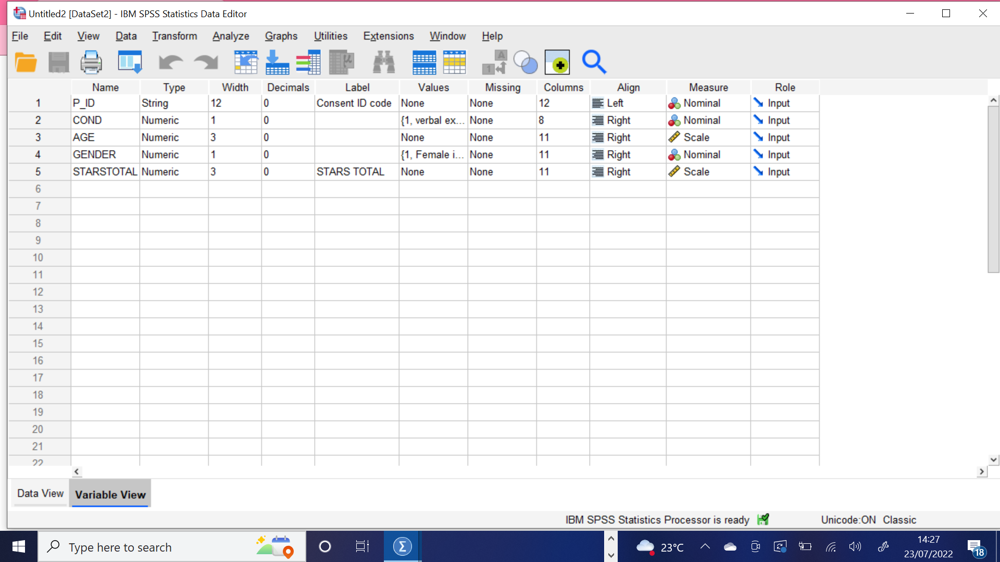 Untitled2 [DataSet2] - IBM SPSS Statistics Data Editor
File Edit View Data Transform Analyze Graphs Utilities Extensions Window Help
Name Type Width Decimals Label Values Missing Columns Align Measure Role
1 P_ID String 12 0 Consent ID code None None 12 Left Nominal Input
2 COND Numeric 1 0 {1, verbal ex... None 8 Right Nominal Input
3 AGE Numeric 3 0 None None 11 Right Scale Input
4 GENDER Numeric 1 0 {1, Female i... None 11 Right Nominal Input
5 STARSTOTAL Numeric 3 0 STARS TOTAL None None 11 Right Scale Input
6
7
8
9
10
11
12
13
14
15
16
17
18
19
20
21
22
Data View Variable View
IBM SPSS Statistics Processor is ready Unicode:ON Classic
Type here to search
23°C
14:27
23/07/2022
18